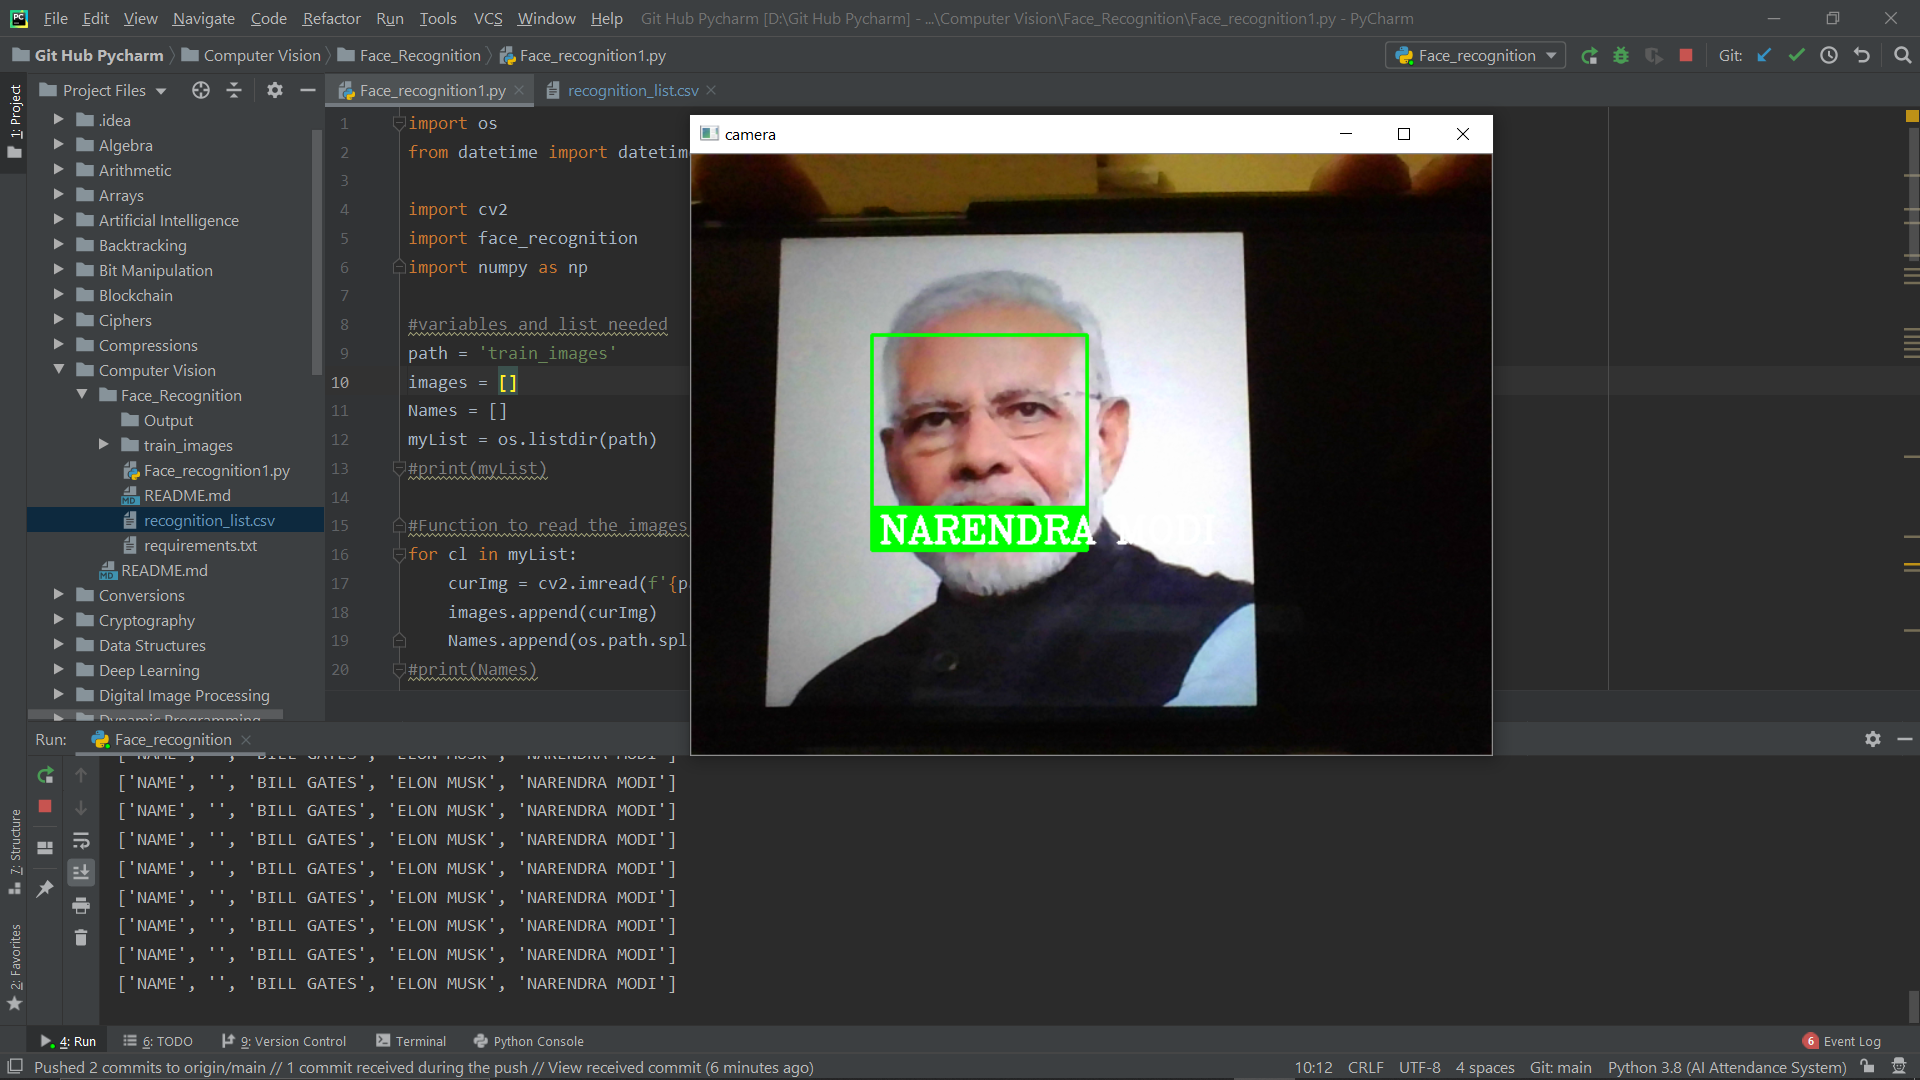 File Edit View Navigate Code Refactor Run Tools VCS Window Help Git Hub Pycharm [D:\Git Hub Pycharm] - ...\Computer Vision\Face_Recognition\Face_recognition1.py - PyCharm
Git Hub Pycharm Computer Vision Face_Recognition Face_recognition1.py Face_recognition Git:
1: Project
Project Files
Face_recognition1.py recognition_list.csv
.idea
Algebra
Arithmetic
Arrays
Artificial Intelligence
Backtracking
Bit Manipulation
Blockchain
Ciphers
Compressions
Computer Vision
Face_Recognition
Output
train_images
Face_recognition1.py
README.md
recognition_list.csv
requirements.txt
README.md
Conversions
Cryptography
Data Structures
Deep Learning
Digital Image Processing
Dynamic Programming
1 import os
2 from datetime import datetim
3
4 import cv2
5 import face_recognition
6 import numpy as np
7
8 #variables and list needed
9 path = 'train_images'
10 images = []
11 Names = []
12 myList = os.listdir(path)
13 #print(myList)
14
15 #Function to read the images
16 for cl in myList:
17 curImg = cv2.imread(f'{p
18 images.append(curImg)
19 Names.append(os.path.spl
20 #print(Names)
camera
NARENDRA MODI
Run: Face_recognition
['NAME', '', 'BILL GATES', 'ELON MUSK', 'NARENDRA MODI']
['NAME', '', 'BILL GATES', 'ELON MUSK', 'NARENDRA MODI']
['NAME', '', 'BILL GATES', 'ELON MUSK', 'NARENDRA MODI']
['NAME', '', 'BILL GATES', 'ELON MUSK', 'NARENDRA MODI']
['NAME', '', 'BILL GATES', 'ELON MUSK', 'NARENDRA MODI']
['NAME', '', 'BILL GATES', 'ELON MUSK', 'NARENDRA MODI']
['NAME', '', 'BILL GATES', 'ELON MUSK', 'NARENDRA MODI']
['NAME', '', 'BILL GATES', 'ELON MUSK', 'NARENDRA MODI']
['NAME', '', 'BILL GATES', 'ELON MUSK', 'NARENDRA MODI']
7: Structure
2: Favorites
4: Run 6: TODO 9: Version Control Terminal Python Console 6 Event Log
Pushed 2 commits to origin/main // 1 commit received during the push // View received commit (6 minutes ago) 10:12 CRLF UTF-8 4 spaces Git: main Python 3.8 (AI Attendance System)